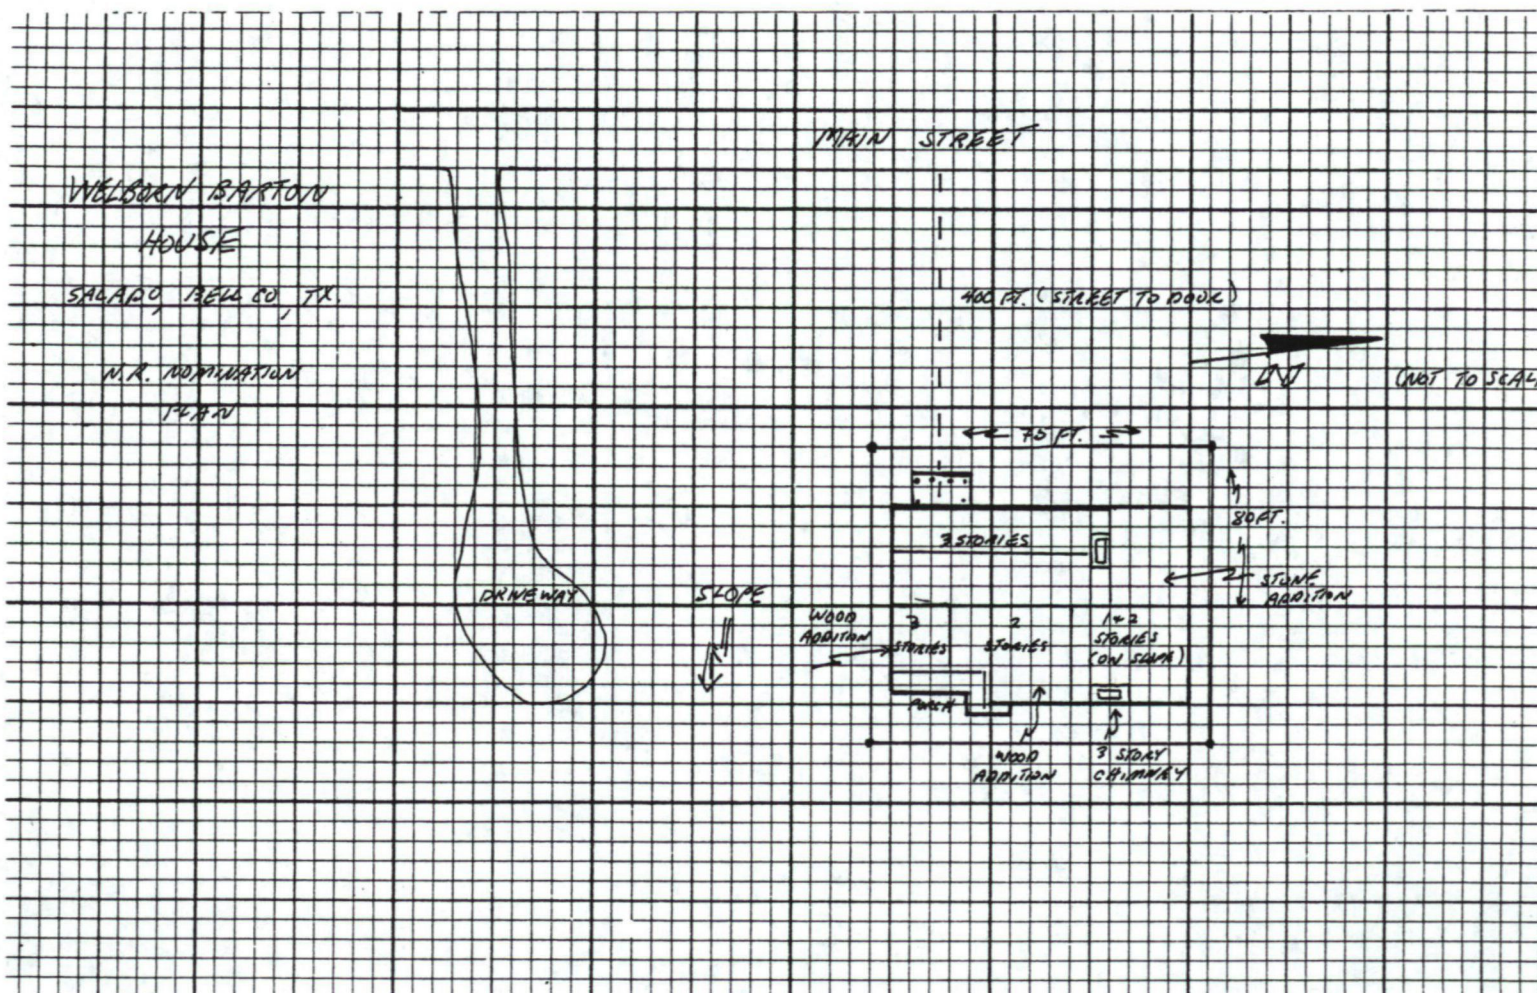 MAIN STREET
WELBORN BARTON
HOUSE
SALADO, BELL CO, TX.
N.R. NOMINATION
PLAN
400 FT. (STREET TO DOOR)
N
(NOT TO SCAL
75 FT.
80 FT.
3 STORIES
STONE
ADDITION
DRIVEWAY
SLOPE
WOOD
ADDITION
3
STORIES
2
STORIES
1+2
STORIES
(ON SLOPE)
PORCH
WOOD
ADDITION
3 STORY
CHIMNEY